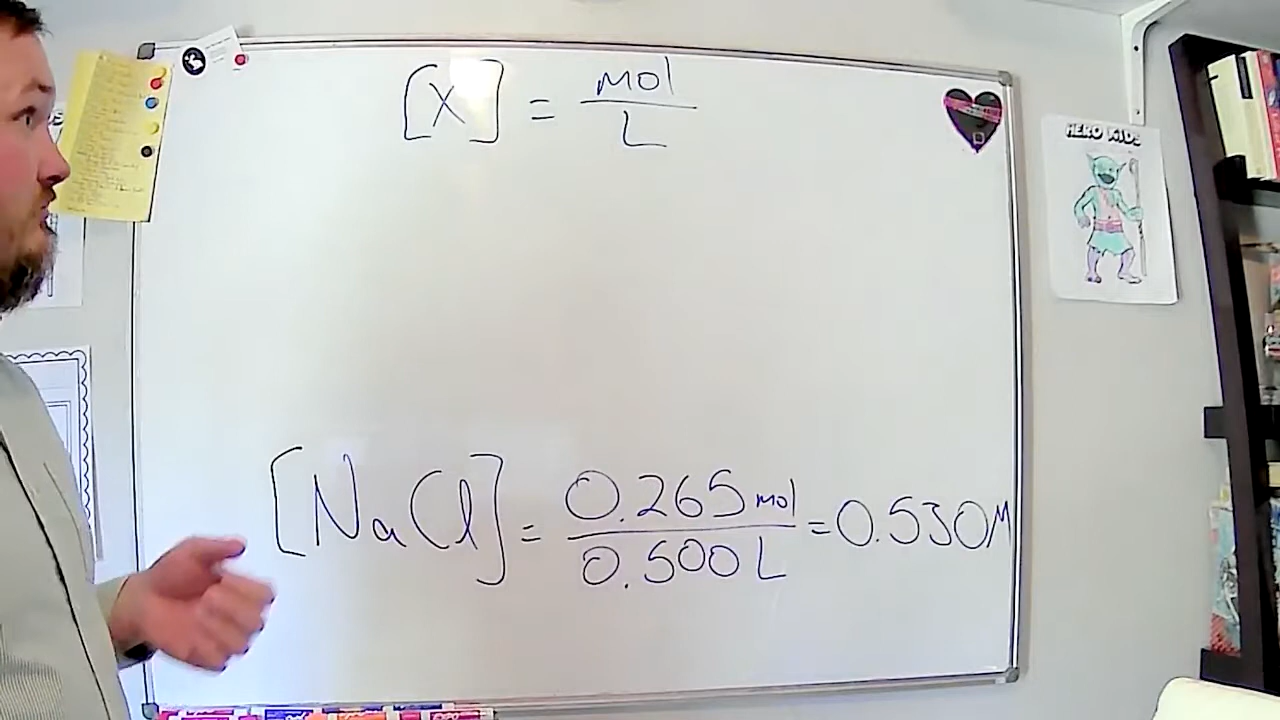 [X] = mol / L
HERO KIDS
[NaCl] = 0.265 mol / 0.500 L = 0.530 M